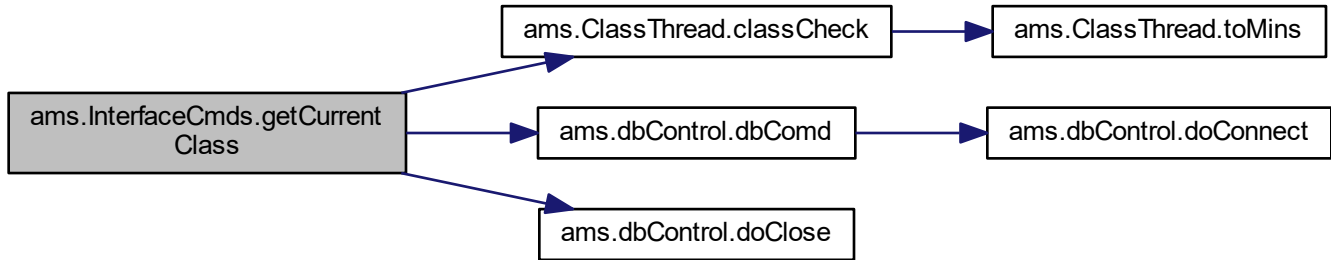 ams.ClassThread.classCheck
ams.ClassThread.toMins
ams.InterfaceCmds.getCurrent
Class
ams.dbControl.dbComd
ams.dbControl.doConnect
ams.dbControl.doClose